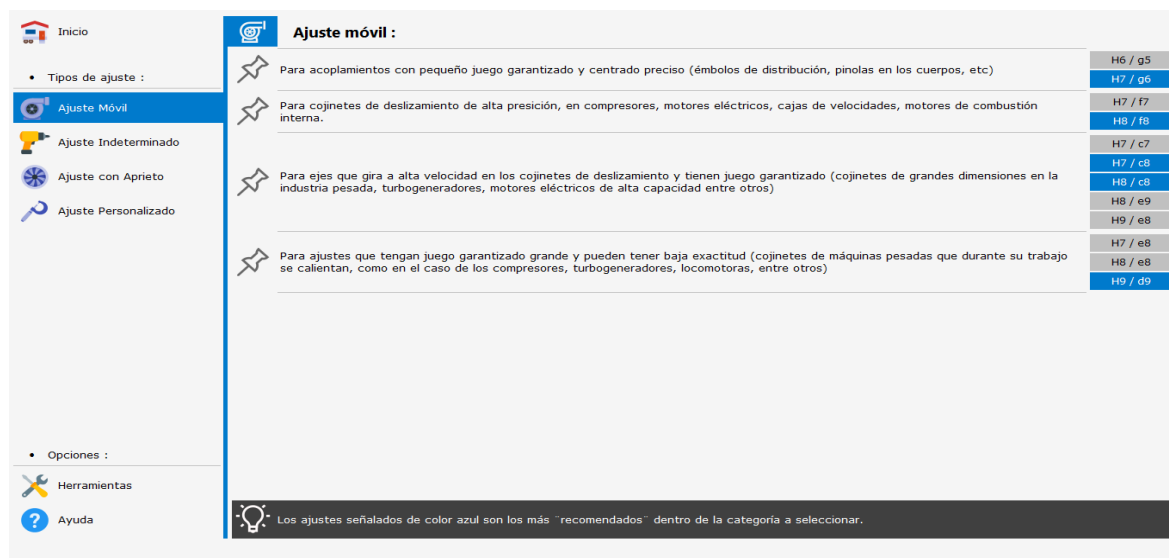 Inicio
• Tipos de ajuste :
Ajuste Móvil
Ajuste Indeterminado
Ajuste con Aprieto
Ajuste Personalizado
• Opciones :
Herramientas
? Ayuda
Ajuste móvil :
Para acoplamientos con pequeño juego garantizado y centrado preciso (émbolos de distribución, pinolas en los cuerpos, etc)
H6 / g5
H7 / g6
Para cojinetes de deslizamiento de alta presición, en compresores, motores eléctricos, cajas de velocidades, motores de combustión
interna.
H7 / f7
H8 / f8
Para ejes que gira a alta velocidad en los cojinetes de deslizamiento y tienen juego garantizado (cojinetes de grandes dimensiones en la
industria pesada, turbogeneradores, motores eléctricos de alta capacidad entre otros)
H7 / c7
H7 / c8
H8 / c8
H8 / e9
H9 / e8
Para ajustes que tengan juego garantizado grande y pueden tener baja exactitud (cojinetes de máquinas pesadas que durante su trabajo
se calientan, como en el caso de los compresores, turbogeneradores, locomotoras, entre otros)
H7 / e8
H8 / e8
H9 / d9
Los ajustes señalados de color azul son los más ¨recomendados¨ dentro de la categoría a seleccionar.